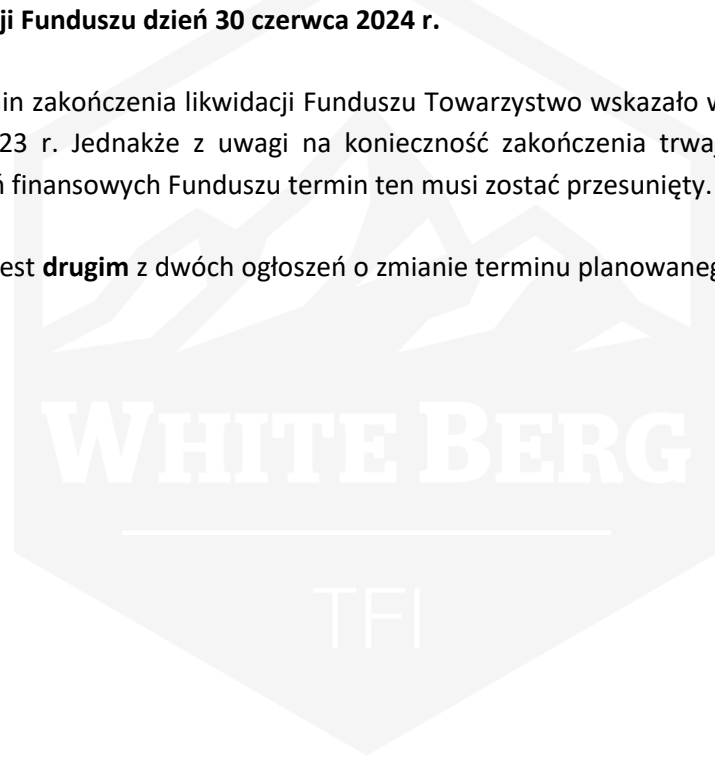 ji Funduszu dzień 30 czerwca 2024 r.
in zakończenia likwidacji Funduszu Towarzystwo wskazało w
23 r. Jednakże z uwagi na konieczność zakończenia trwaj
ń finansowych Funduszu termin ten musi zostać przesunięty.
est drugim z dwóch ogłoszeń o zmianie terminu planowaneg
WHITE BERG
TFI